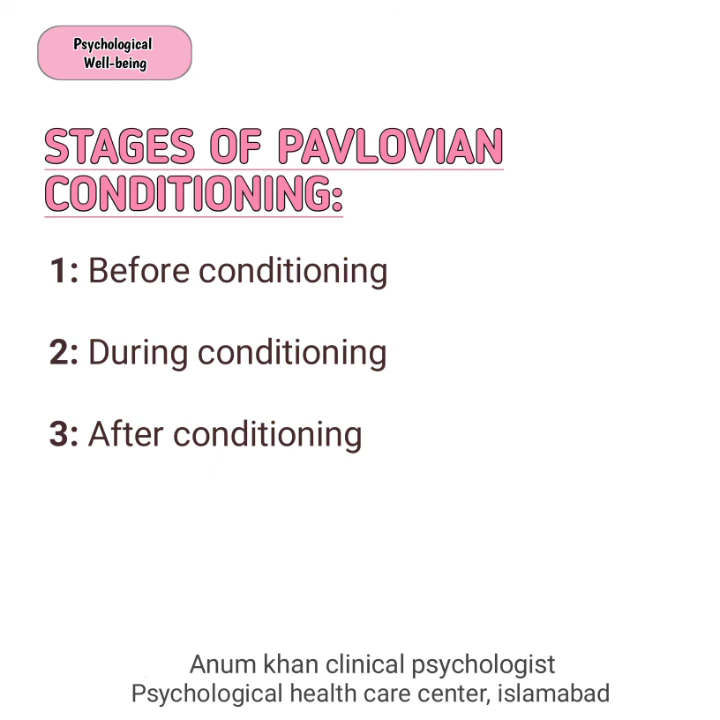 Psychological
Well-being
STAGES OF PAVLOVIAN
CONDITIONING:
1: Before conditioning
2: During conditioning
3: After conditioning
Anum khan clinical psychologist
Psychological health care center, islamabad